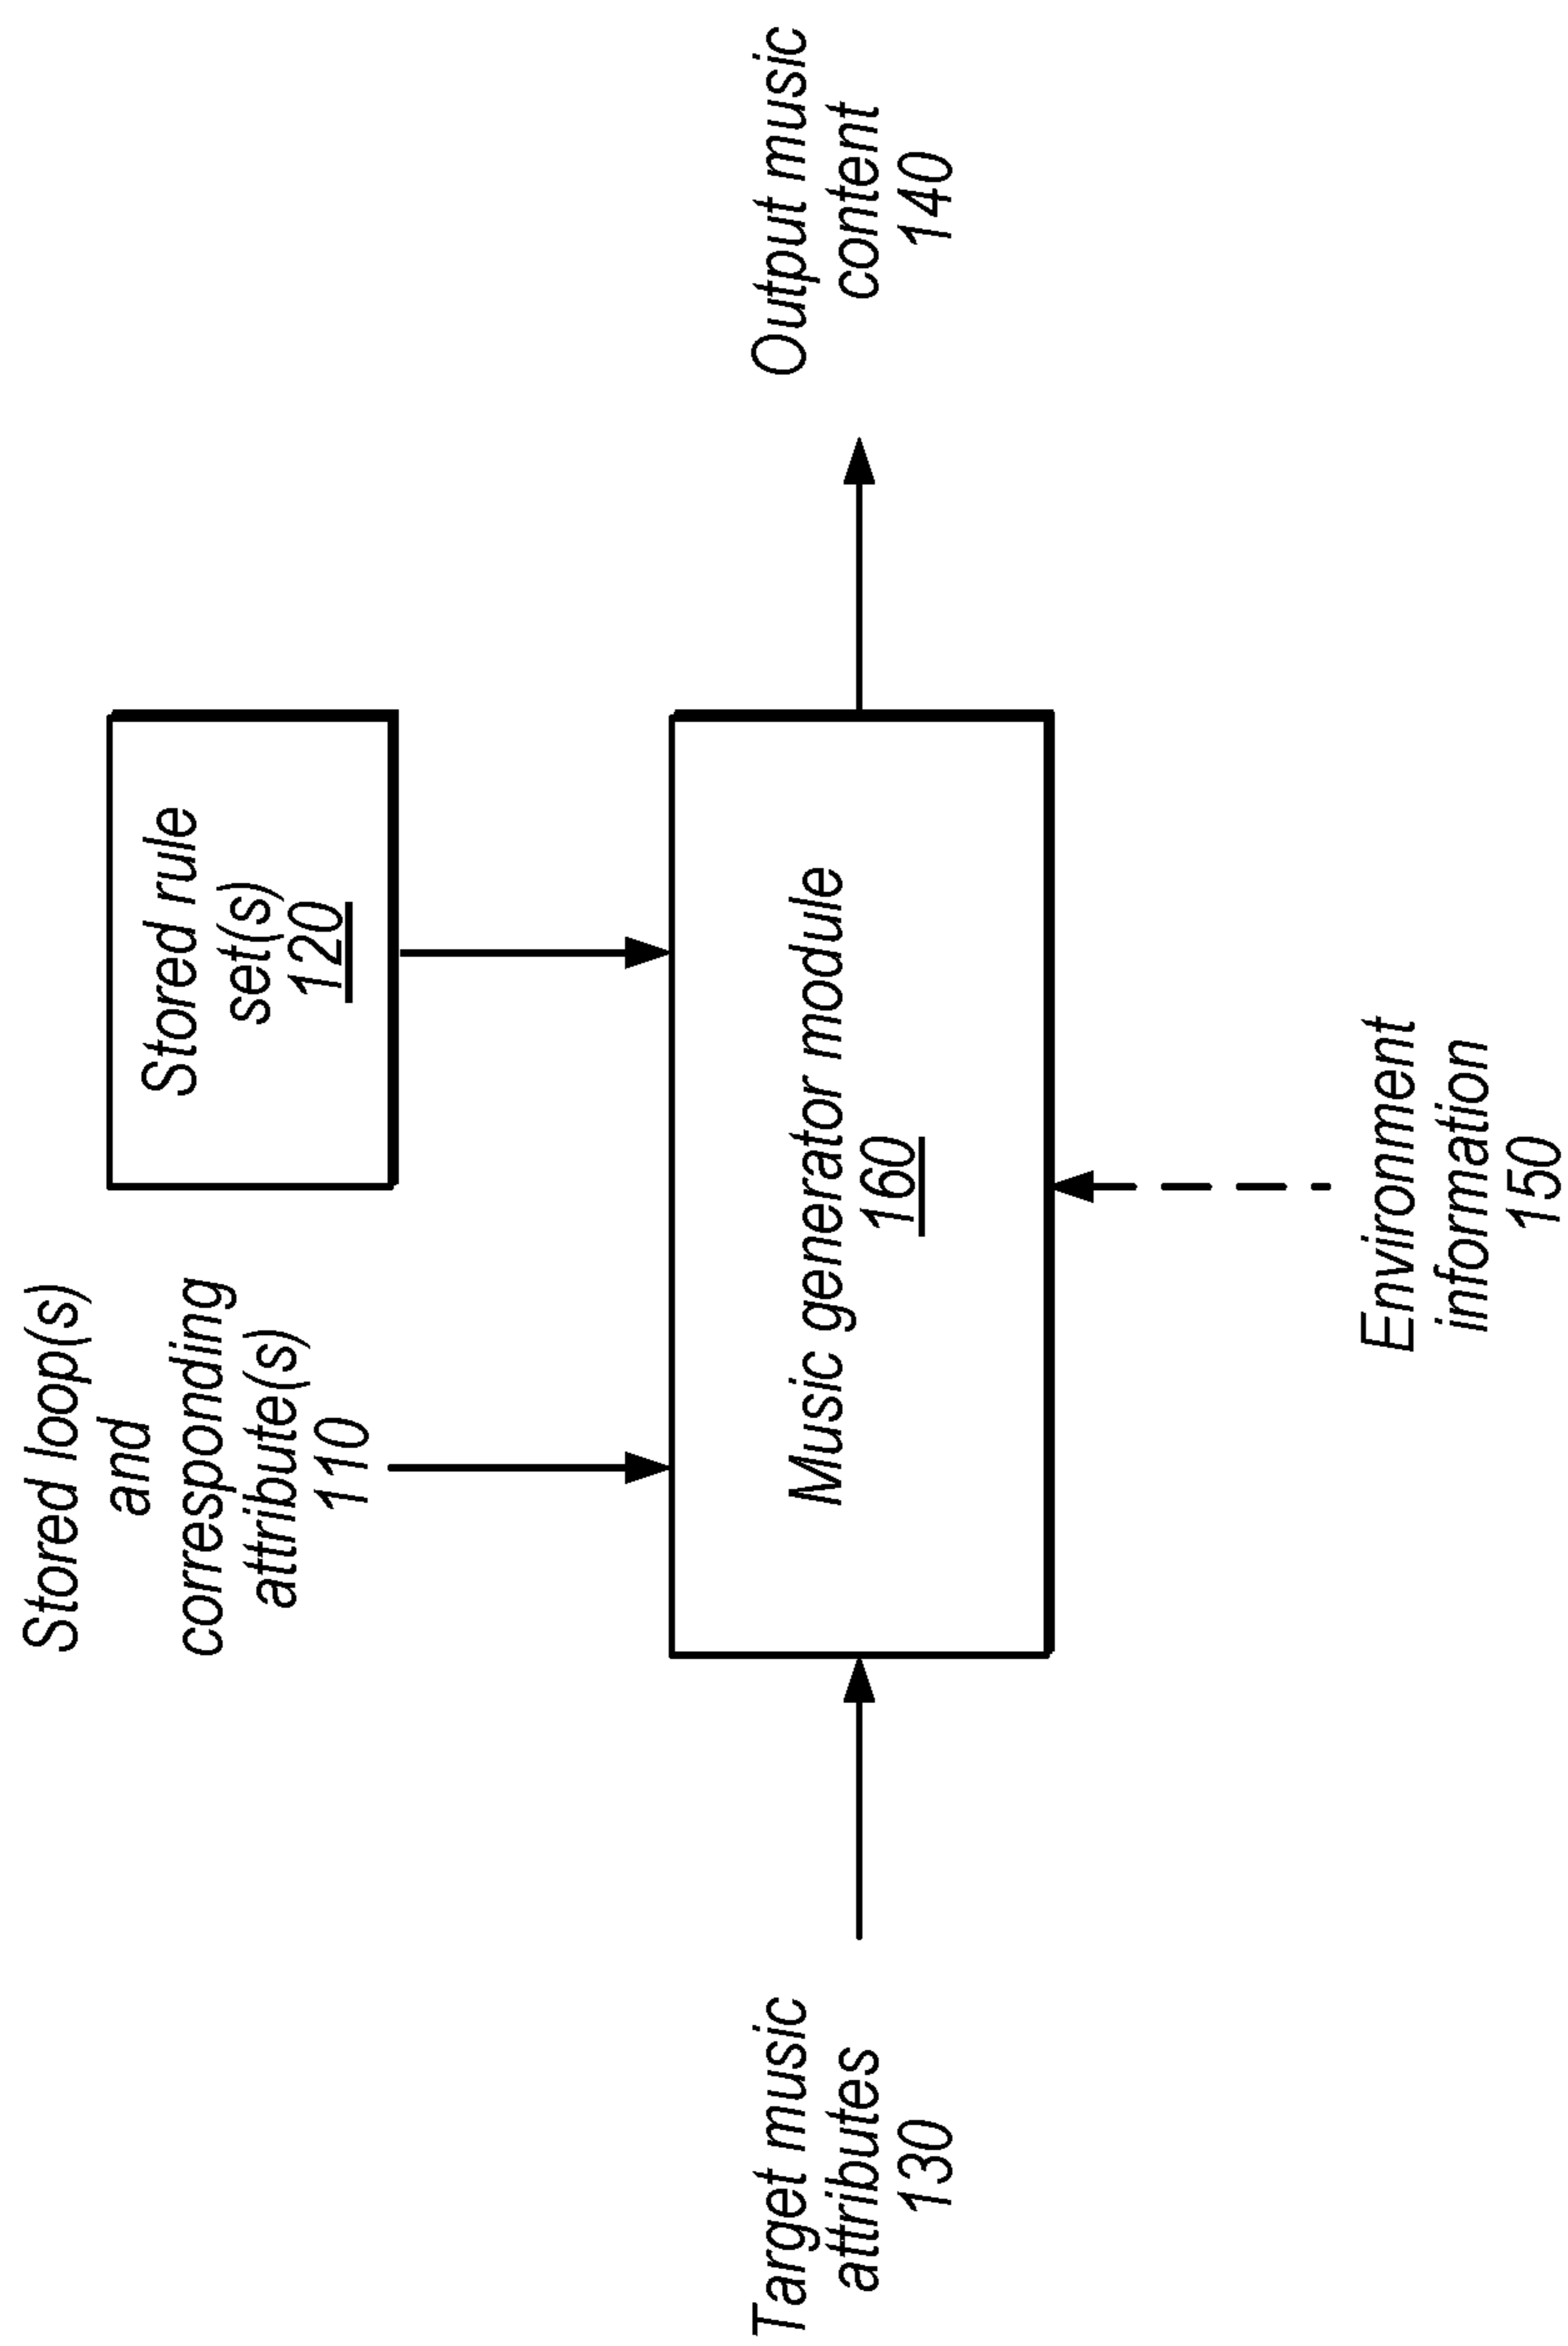 Stored loop(s)
and
corresponding
attribute(s)
110
Stored rule
set(s)
120
Target music
attributes
130
Music generator module
160
Output music
content
140
Environment
information
150